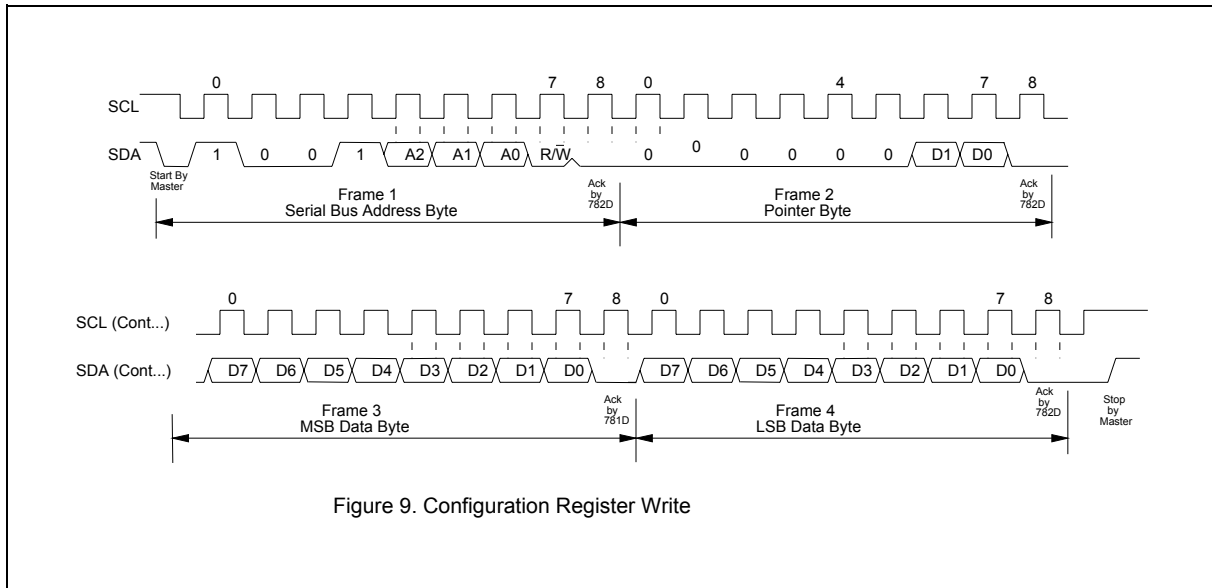 0 7 8 0 4 7 8
SCL
SDA 1 0 0 1 A2 A1 A0 R/W̅ 0 0 0 0 0 0 D1 D0
Start By
Master
Frame 1
Serial Bus Address Byte
Ack
by
782D
Frame 2
Pointer Byte
Ack
by
782D
0 7 8 0 7 8
SCL (Cont...)
SDA (Cont...) D7 D6 D5 D4 D3 D2 D1 D0 D7 D6 D5 D4 D3 D2 D1 D0
Frame 3
MSB Data Byte
Ack
by
781D
Frame 4
LSB Data Byte
Ack
by
782D
Stop
by
Master
Figure 9. Configuration Register Write